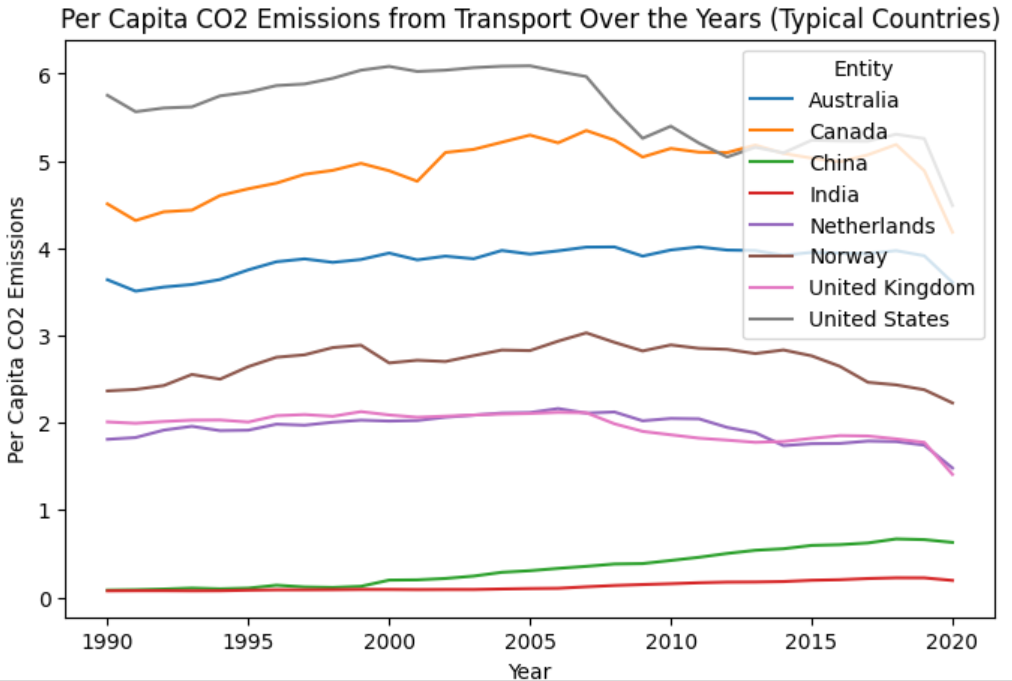 Per Capita CO2 Emissions from Transport Over the Years (Typical Countries)
Per Capita CO2 Emissions
6
5
4
3
2
1
0
Entity
Australia
Canada
China
India
Netherlands
Norway
United Kingdom
United States
1990 1995 2000 2005 2010 2015 2020
Year